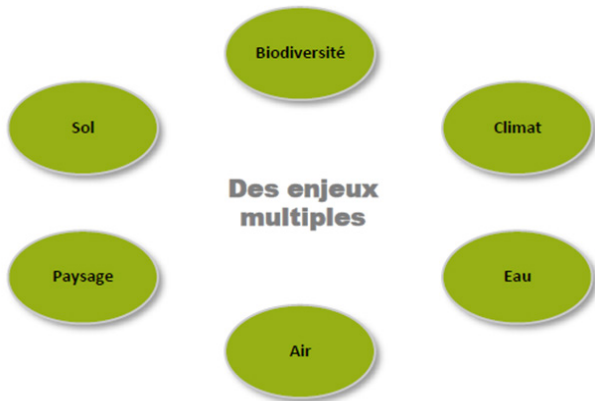 Biodiversité
Sol
Climat
Des enjeux
multiples
Paysage
Eau
Air